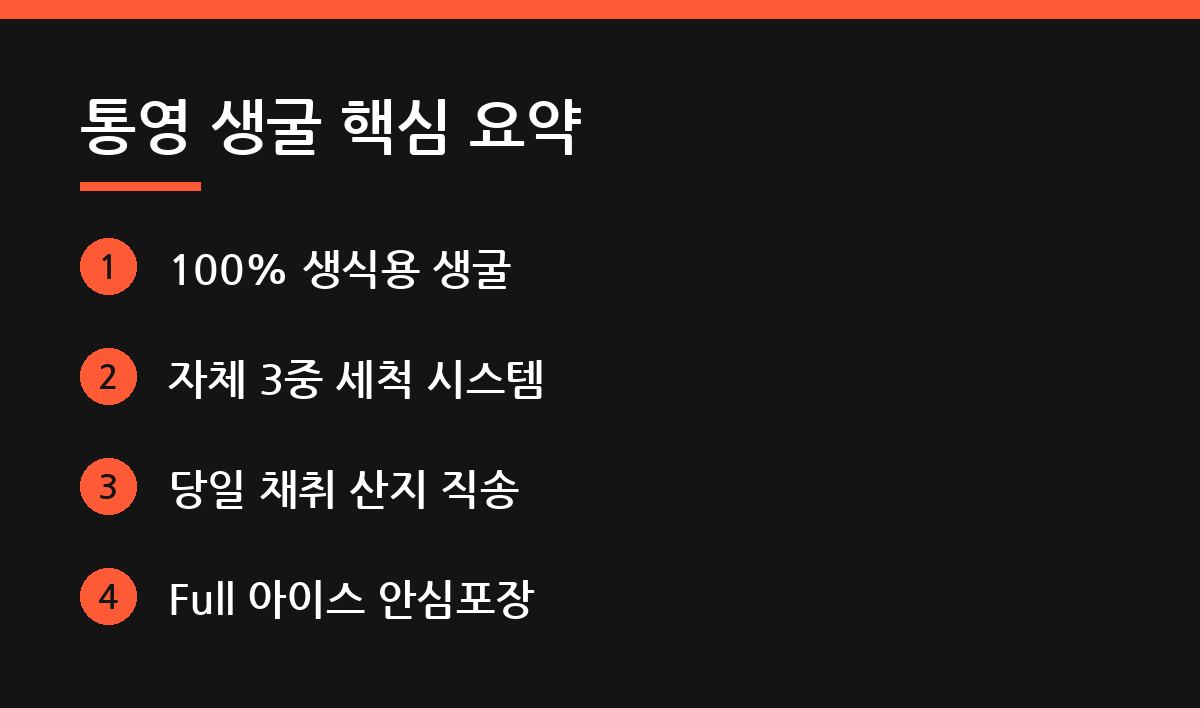 통영 생굴 핵심 요약
1 100% 생식용 생굴
2 자체 3중 세척 시스템
3 당일 채취 산지 직송
4 Full 아이스 안심포장